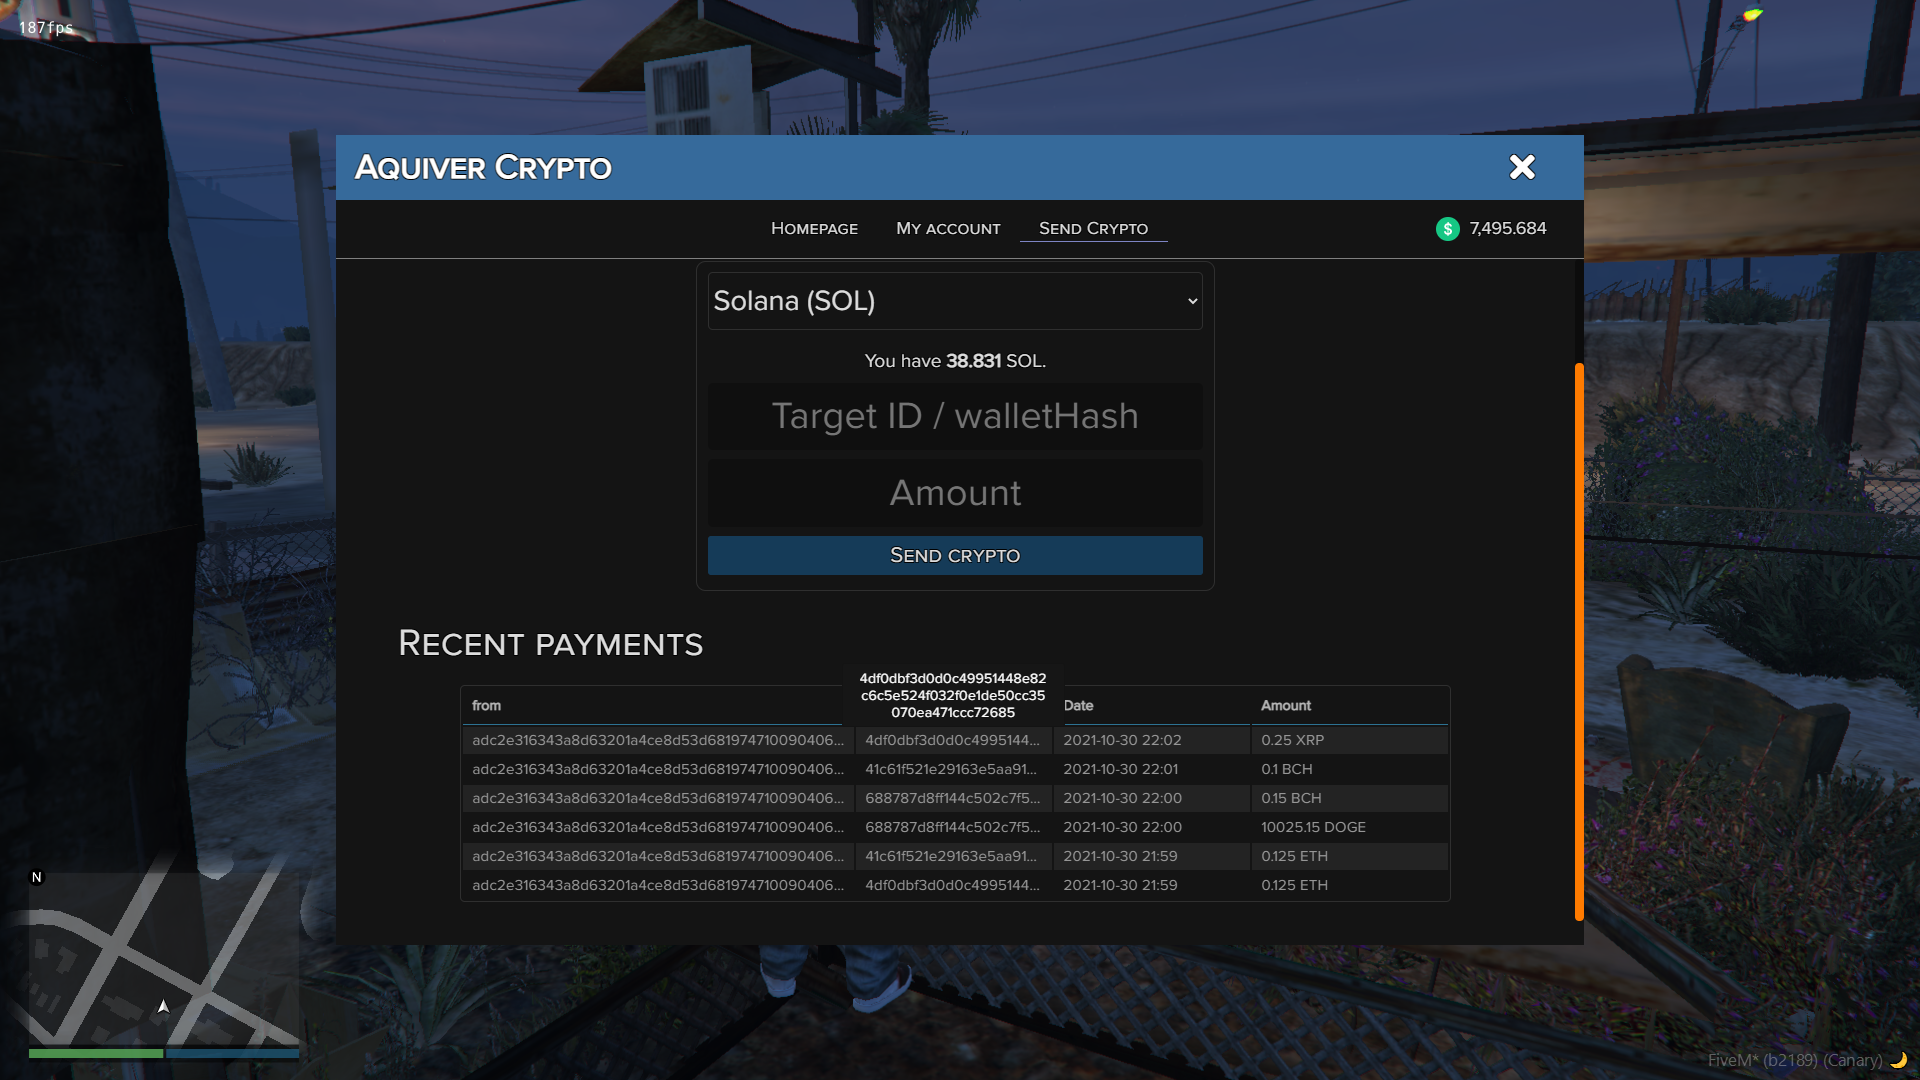 187fps
Aquiver Crypto
Homepage My account Send Crypto $ 7,495.684
Solana (SOL)
You have 38.831 SOL.
Target ID / walletHash
Amount
Send crypto
Recent payments
4df0dbf3d0d0c49951448e82
c6c5e524f032f0e1de50cc35
070ea471ccc72685
from Date Amount
adc2e316343a8d63201a4ce8d53d681974710090406... 4df0dbf3d0d0c4995144... 2021-10-30 22:02 0.25 XRP
adc2e316343a8d63201a4ce8d53d681974710090406... 41c61f521e29163e5aa91... 2021-10-30 22:01 0.1 BCH
adc2e316343a8d63201a4ce8d53d681974710090406... 688787d8ff144c502c7f5... 2021-10-30 22:00 0.15 BCH
adc2e316343a8d63201a4ce8d53d681974710090406... 688787d8ff144c502c7f5... 2021-10-30 22:00 10025.15 DOGE
adc2e316343a8d63201a4ce8d53d681974710090406... 41c61f521e29163e5aa91... 2021-10-30 21:59 0.125 ETH
adc2e316343a8d63201a4ce8d53d681974710090406... 4df0dbf3d0d0c4995144... 2021-10-30 21:59 0.125 ETH
N
FiveM* (b2189) (Canary) 🌙